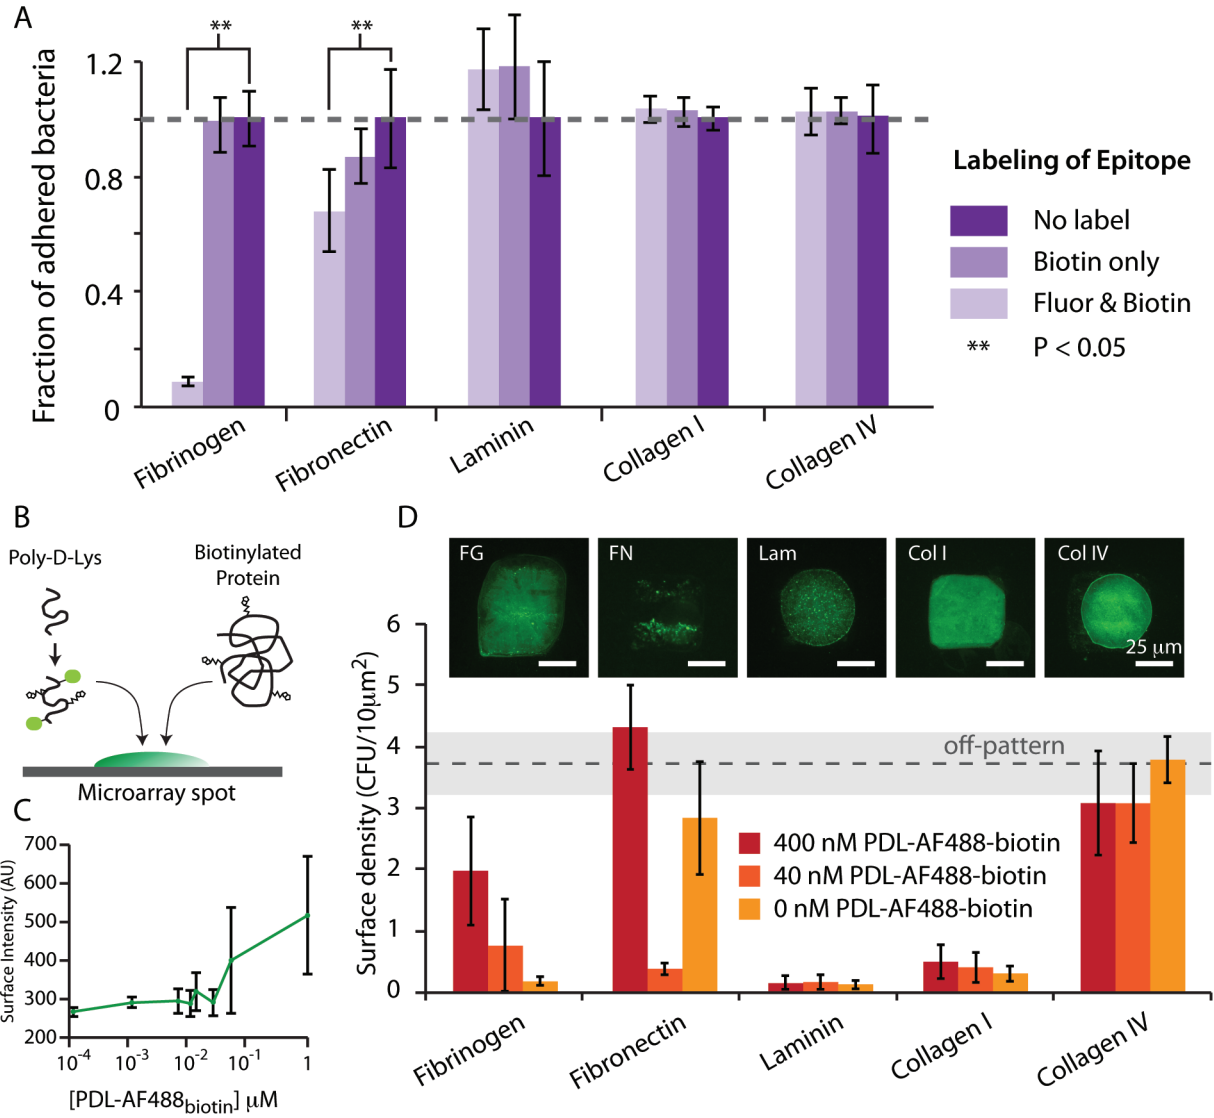 A
Fraction of adhered bacteria
1.2
0.8
0.4
0
**
**
Fibrinogen
Fibronectin
Laminin
Collagen I
Collagen IV
Labeling of Epitope
No label
Biotin only
Fluor & Biotin
** P < 0.05
B
Poly-D-Lys
Biotinylated
Protein
Microarray spot
C
Surface Intensity (AU)
700
600
500
400
300
200
10⁻⁴
10⁻³
10⁻²
10⁻¹
1
[PDL-AF488biotin] μM
D
FG
FN
Lam
Col I
Col IV
25 μm
Surface density (CFU/10μm²)
6
5
4
3
2
1
0
off-pattern
400 nM PDL-AF488-biotin
40 nM PDL-AF488-biotin
0 nM PDL-AF488-biotin
Fibrinogen
Fibronectin
Laminin
Collagen I
Collagen IV